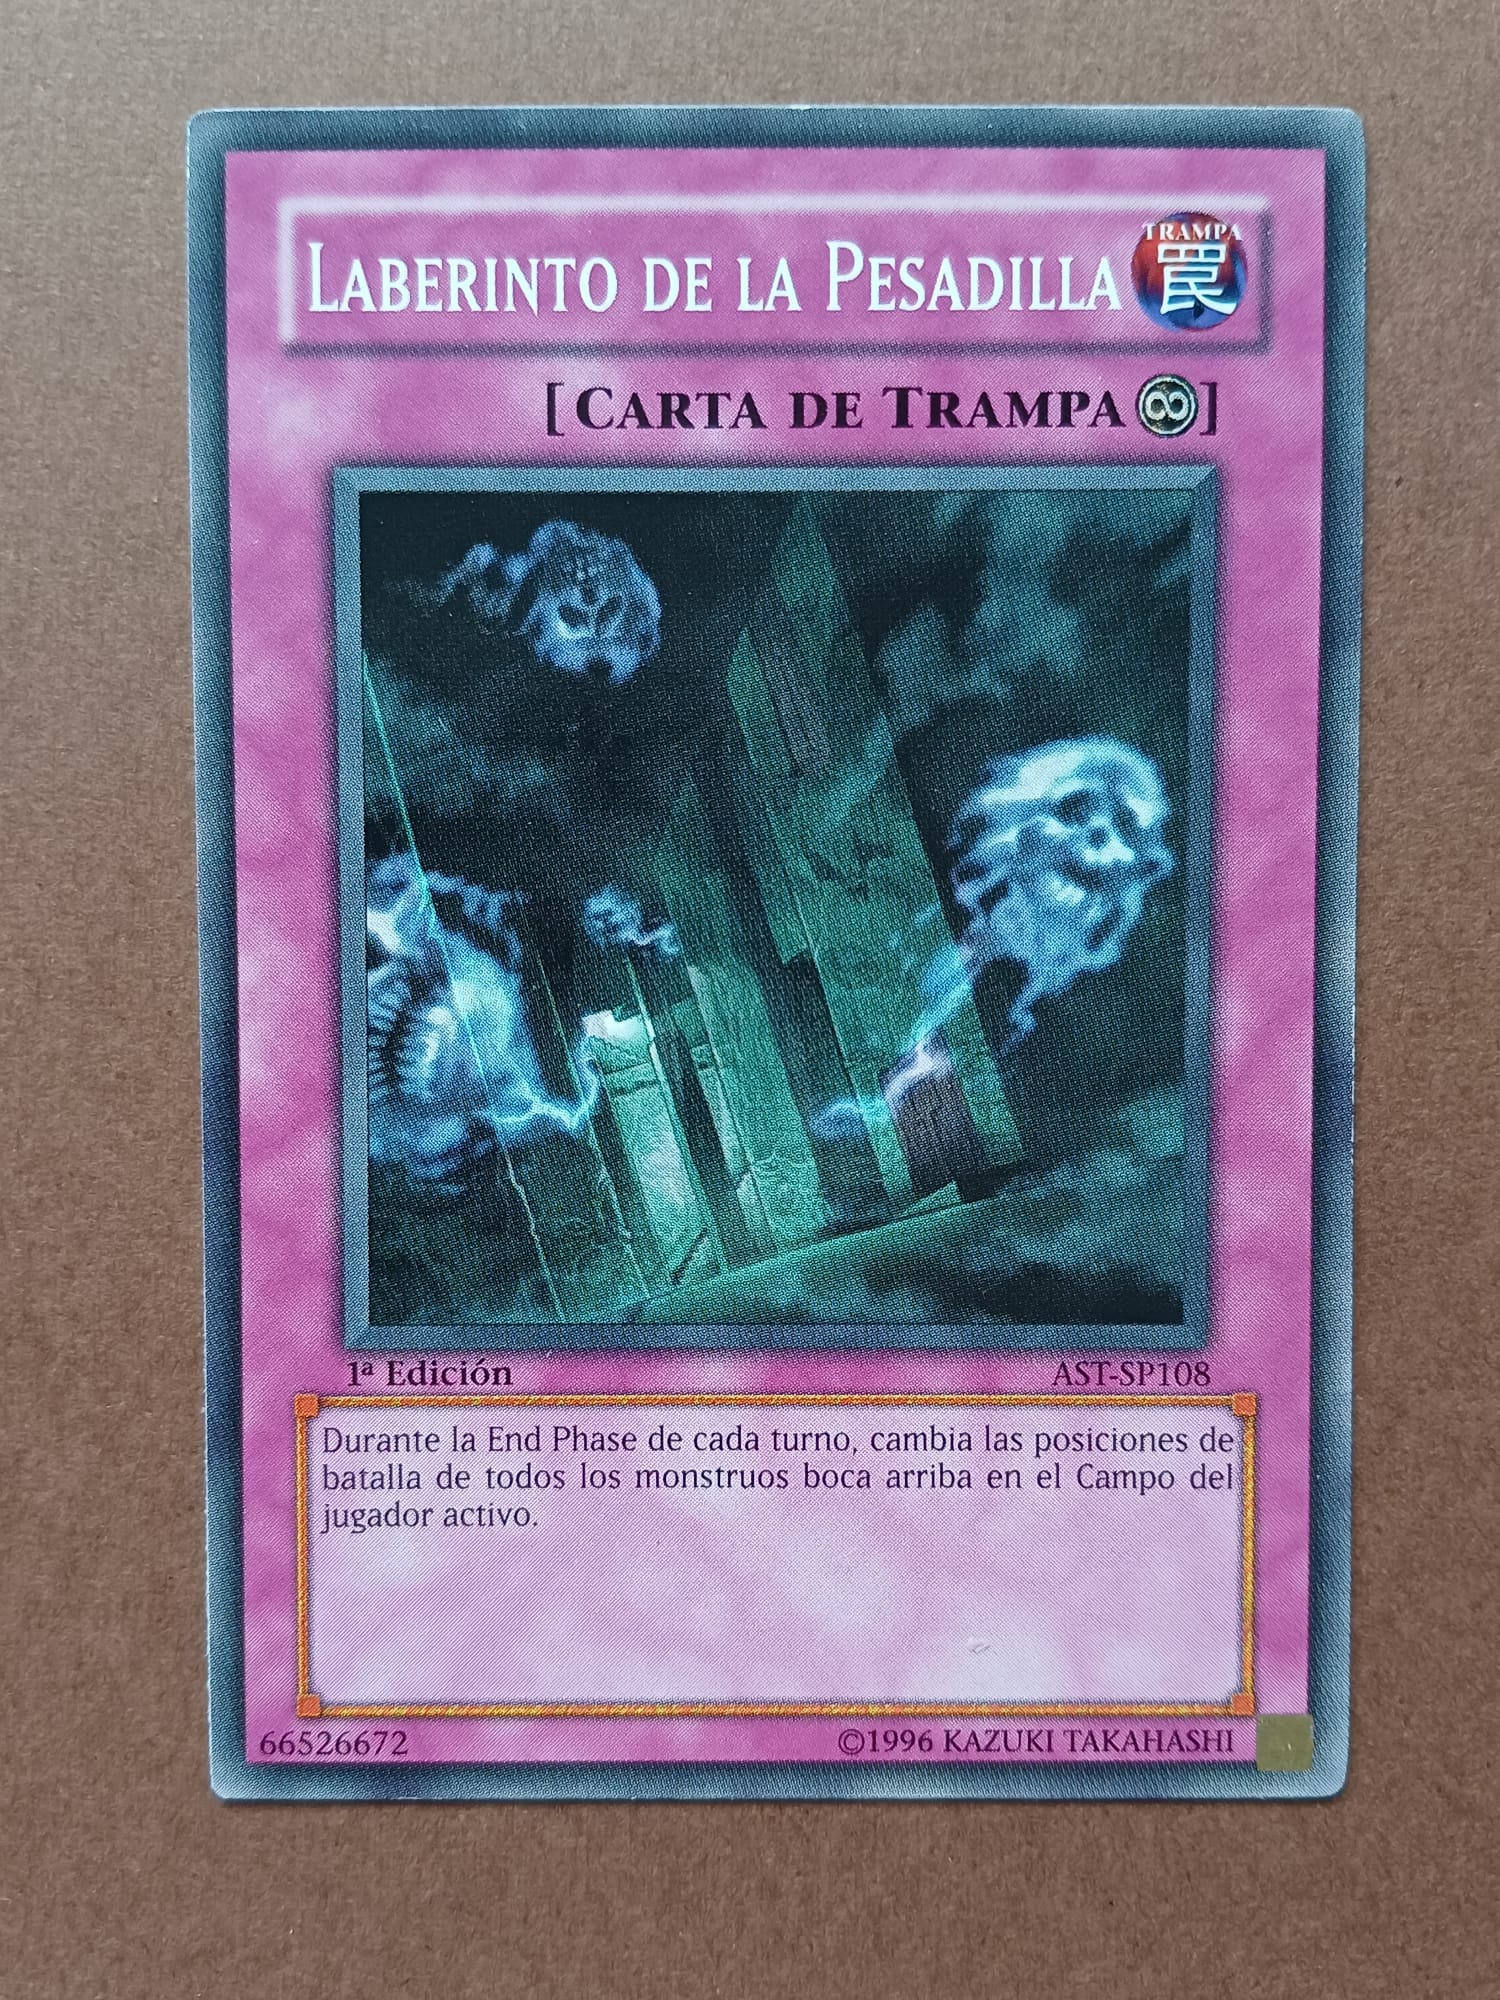 LABERINTO DE LA PESADILLA
TRAMPA
罠
[CARTA DE TRAMPA ∞]
1ª Edición
AST-SP108
Durante la End Phase de cada turno, cambia las posiciones de
batalla de todos los monstruos boca arriba en el Campo del
jugador activo.
66526672
©1996 KAZUKI TAKAHASHI